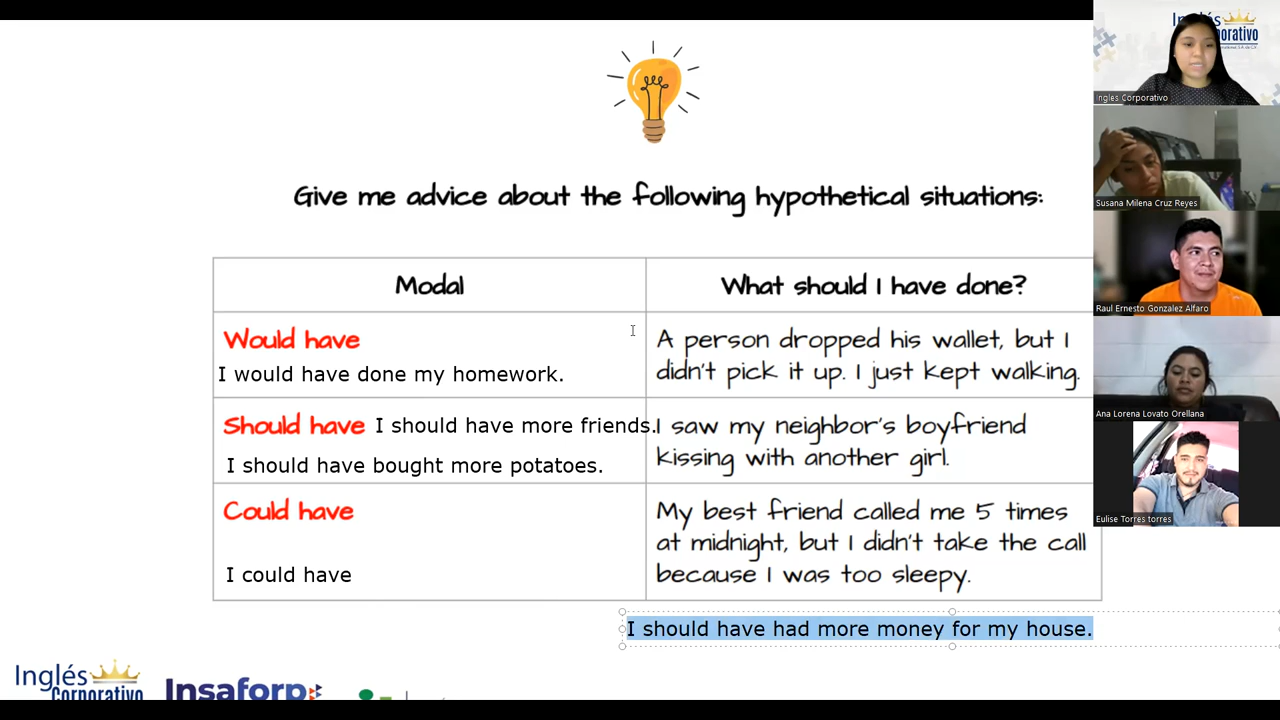 Give me advice about the following hypothetical situations:
Modal
What should I have done?
Would have
I would have done my homework.
A person dropped his wallet, but I
didn't pick it up. I just kept walking.
Should have I should have more friends.
I should have bought more potatoes.
I saw my neighbor's boyfriend
kissing with another girl.
Could have
I could have
My best friend called me 5 times
at midnight, but I didn't take the call
because I was too sleepy.
I should have had more money for my house.
Inglés
Corporativo
Insaforp
Inglés Corporativo
Susana Milena Cruz Reyes
Raul Ernesto Gonzalez Alfaro
Ana Lorena Lovato Orellana
Eulise Torres torres